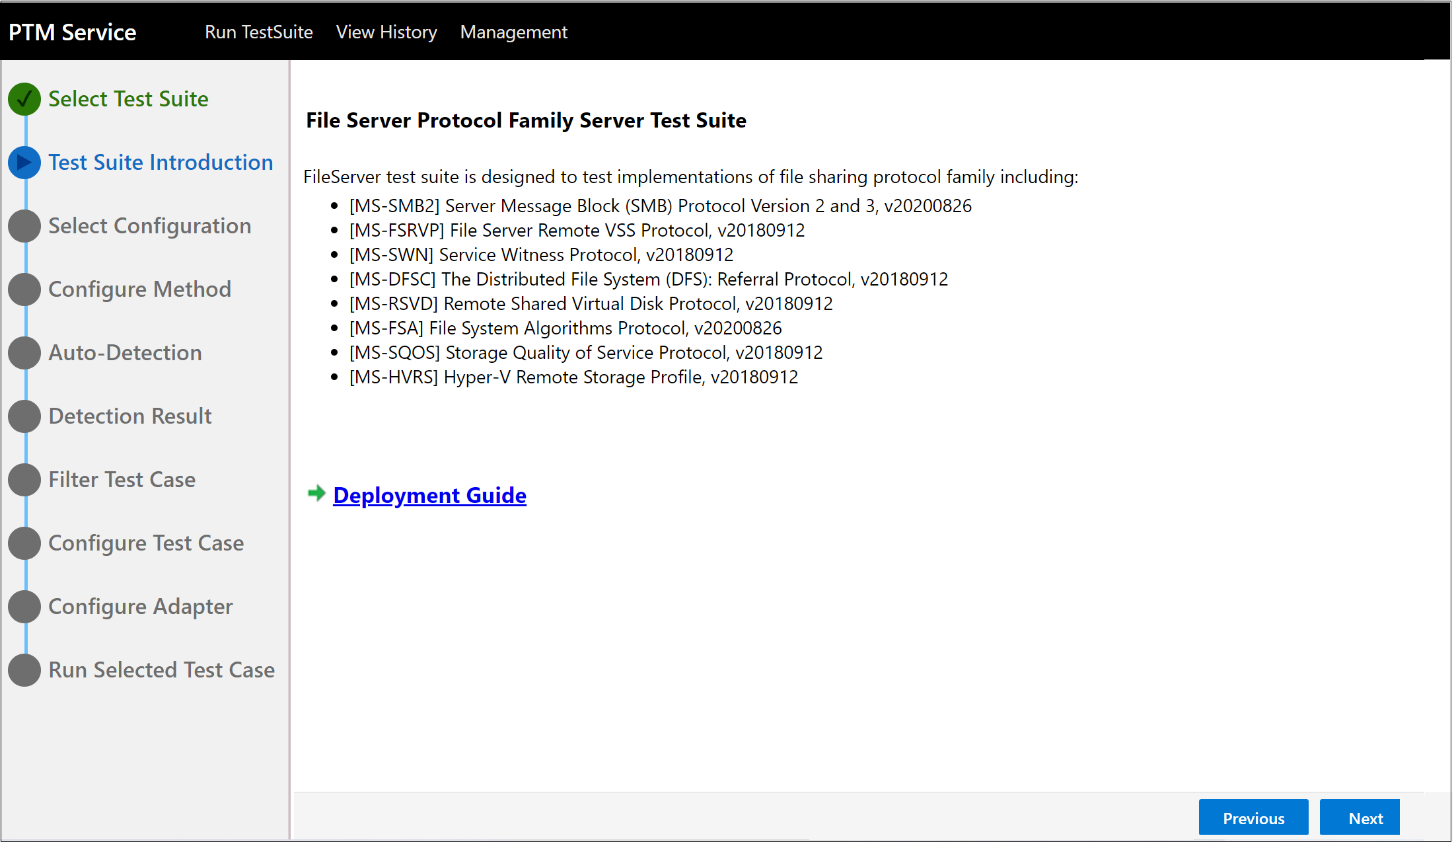 PTM Service
Run TestSuite
View History
Management
Select Test Suite
Test Suite Introduction
Select Configuration
Configure Method
Auto-Detection
Detection Result
Filter Test Case
Configure Test Case
Configure Adapter
Run Selected Test Case
File Server Protocol Family Server Test Suite
FileServer test suite is designed to test implementations of file sharing protocol family including:
• [MS-SMB2] Server Message Block (SMB) Protocol Version 2 and 3, v20200826
• [MS-FSRVP] File Server Remote VSS Protocol, v20180912
• [MS-SWN] Service Witness Protocol, v20180912
• [MS-DFSC] The Distributed File System (DFS): Referral Protocol, v20180912
• [MS-RSVD] Remote Shared Virtual Disk Protocol, v20180912
• [MS-FSA] File System Algorithms Protocol, v20200826
• [MS-SQOS] Storage Quality of Service Protocol, v20180912
• [MS-HVRS] Hyper-V Remote Storage Profile, v20180912
Deployment Guide
Previous
Next